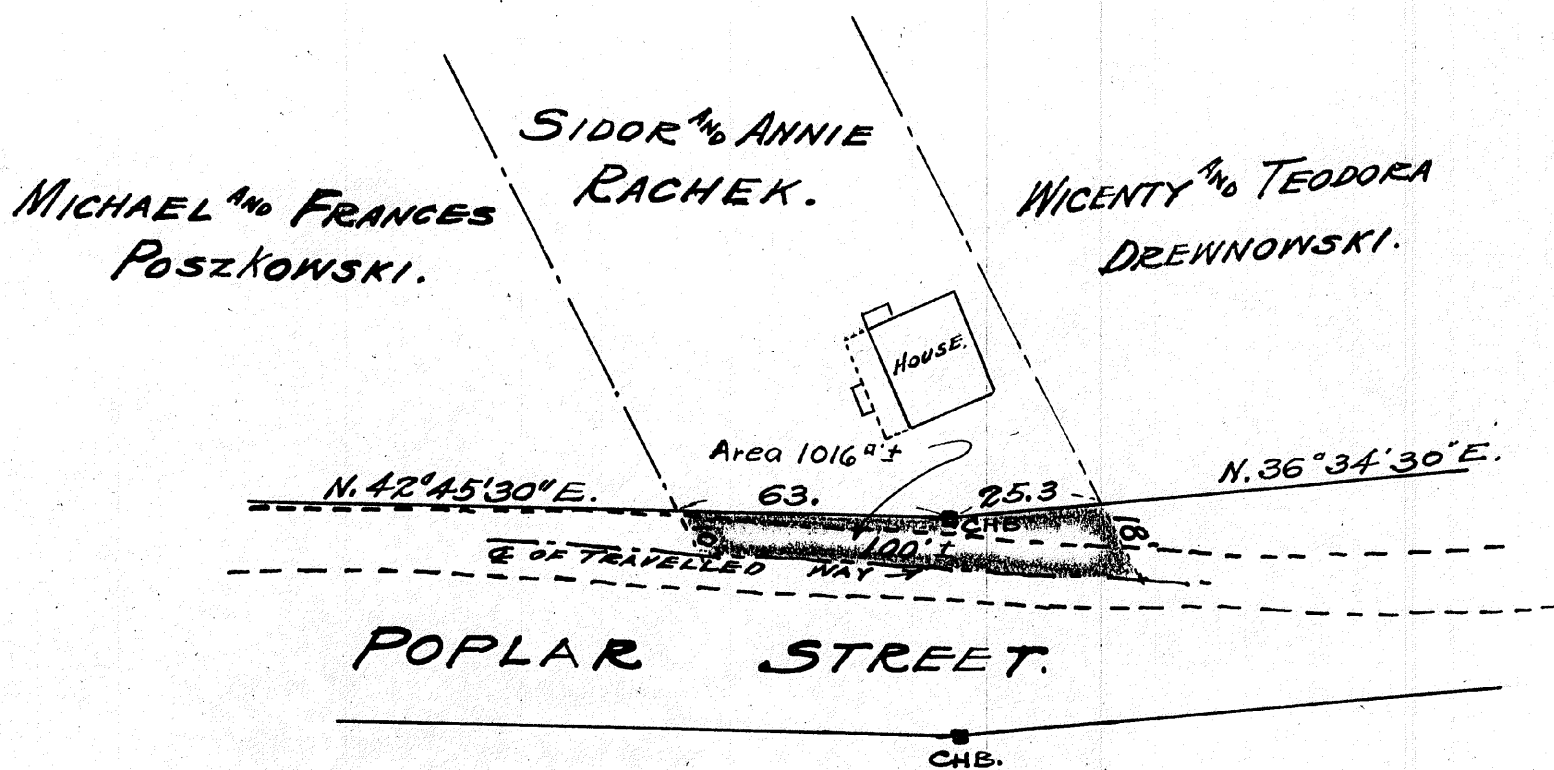 SIDOR AND ANNIE
RACHEK.
MICHAEL AND FRANCES
POSZKOWSKI.
WICENTY AND TEODORA
DREWNOWSKI.
HOUSE.
Area 1016 □'±
N. 42°45'30" E.
63.
25.3
N. 36°34'30" E.
CHB
18.
100'±
℄ OF TRAVELLED WAY
POPLAR STREET.
CHB.